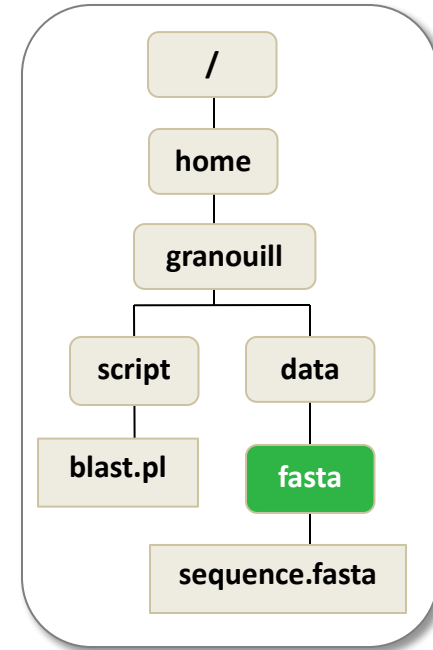 /
home
granouill
script
data
blast.pl
fasta
sequence.fasta